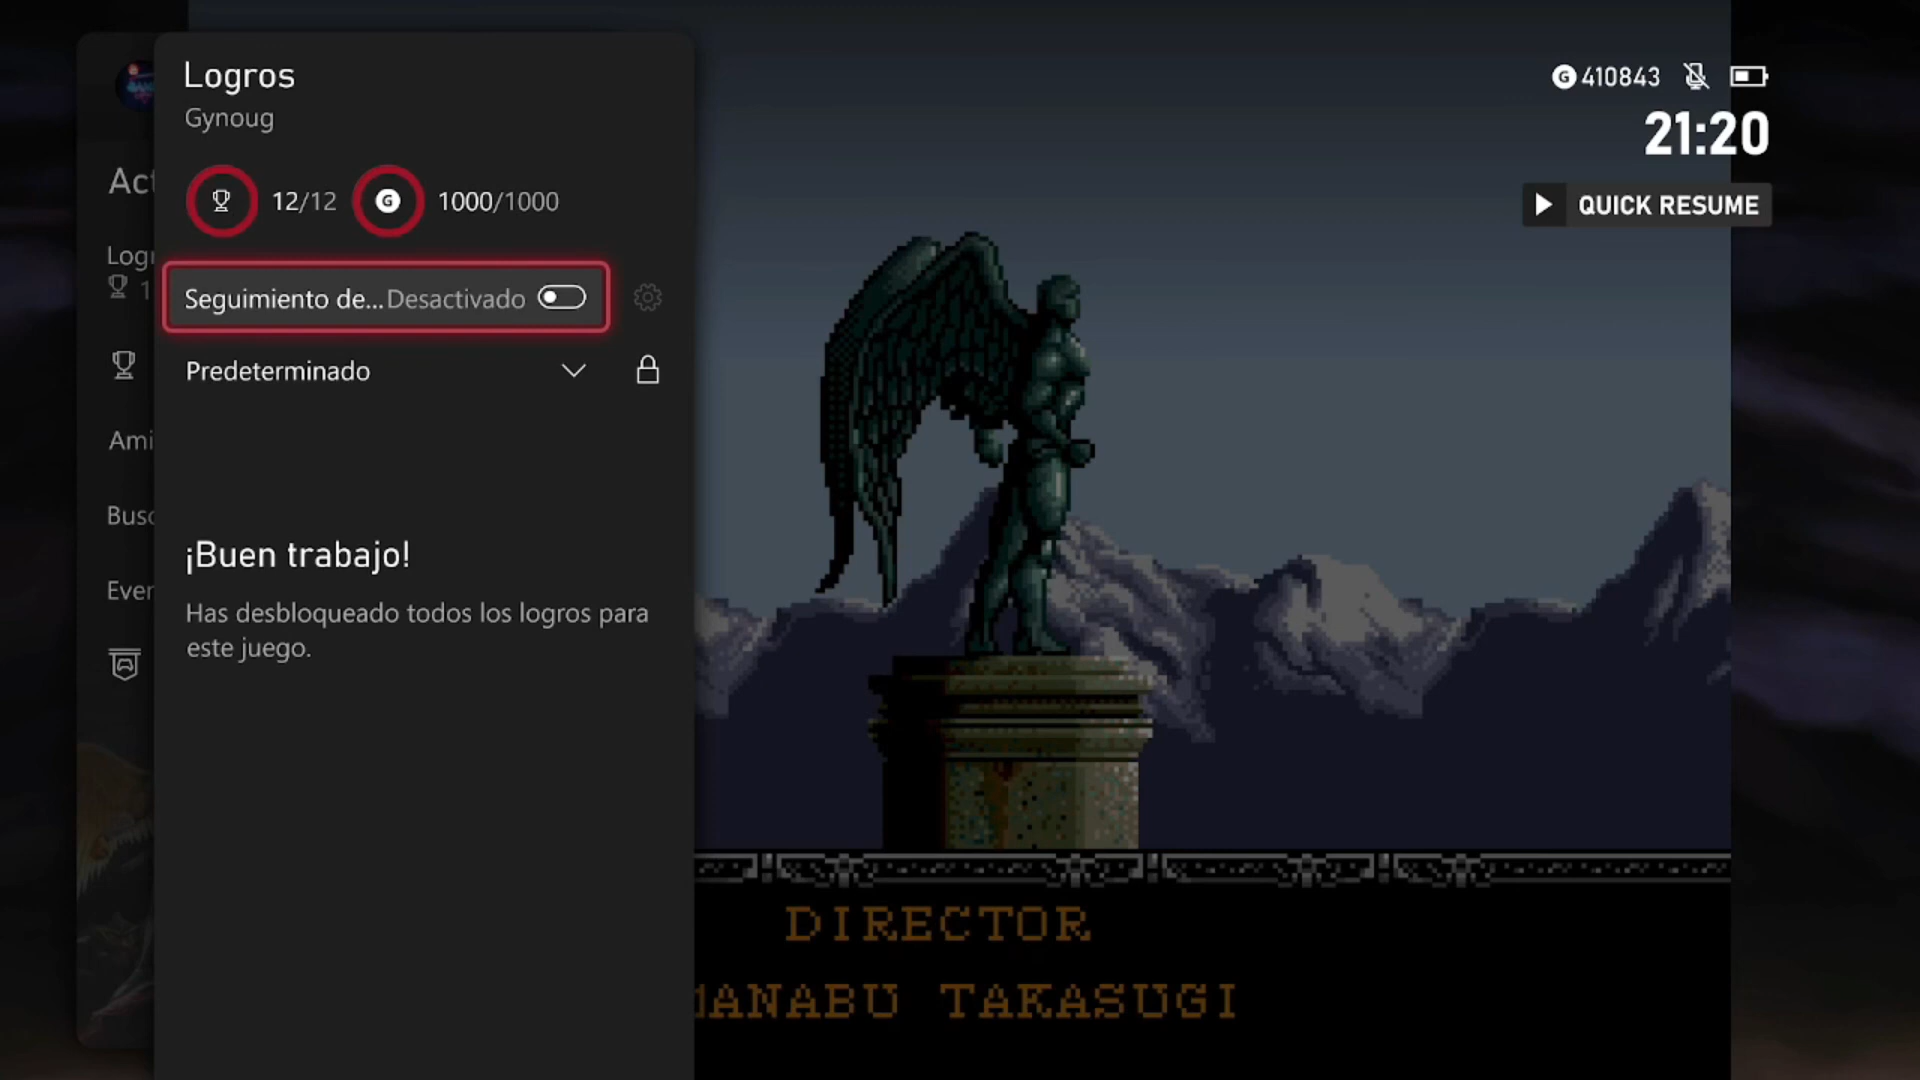 Logros
Gynoug
12/12
1000/1000
Seguimiento de... Desactivado
Predeterminado
¡Buen trabajo!
Has desbloqueado todos los logros para
este juego.
410843
21:20
QUICK RESUME
DIRECTOR
MANABU TAKASUGI